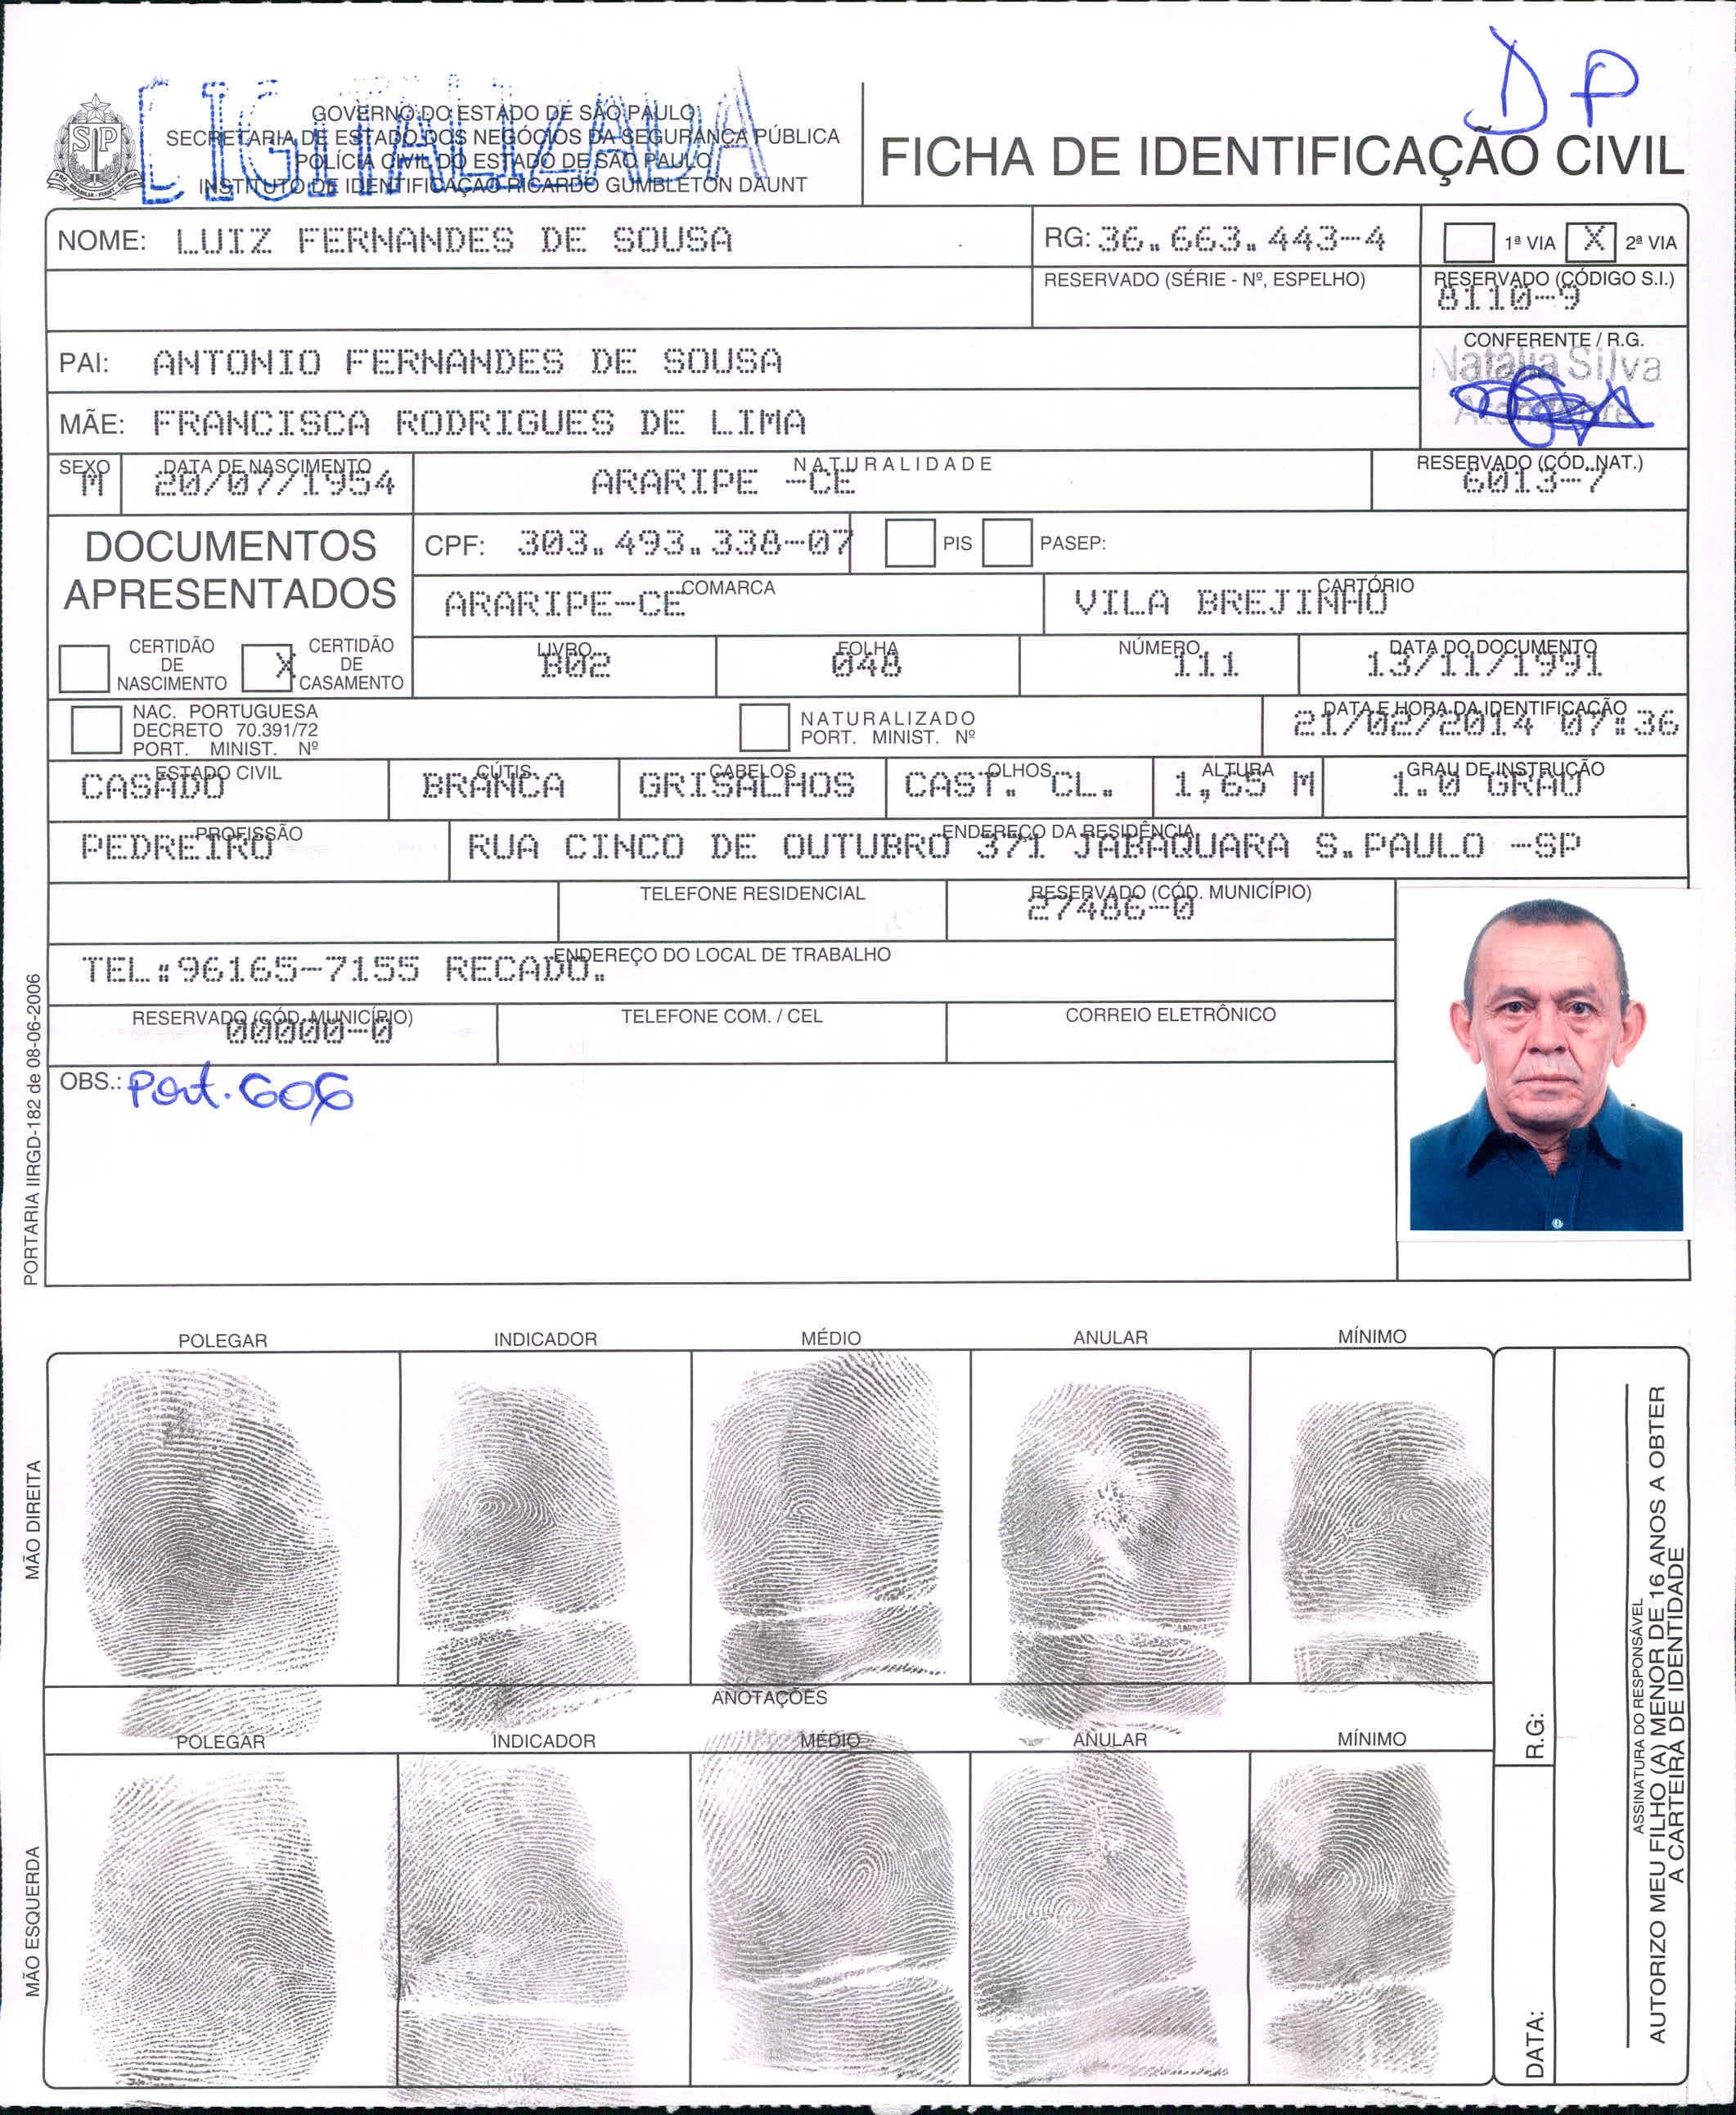 DIGITALIZADA
D P
GOVERNO DO ESTADO DE SÃO PAULO
SECRETARIA DE ESTADO DOS NEGÓCIOS DA SEGURANÇA PÚBLICA
POLÍCIA CIVIL DO ESTADO DE SÃO PAULO
INSTITUTO DE IDENTIFICAÇÃO RICARDO GUMBLETON DAUNT
FICHA DE IDENTIFICAÇÃO CIVIL
NOME: LUIZ FERNANDES DE SOUSA RG: 36.663.443-4 1ª VIA X 2ª VIA
RESERVADO (SÉRIE - Nº, ESPELHO) RESERVADO (CÓDIGO S.I.)
8110-9
PAI: ANTONIO FERNANDES DE SOUSA CONFERENTE / R.G.
Natália Silva
Atendente
MÃE: FRANCISCA RODRIGUES DE LIMA
SEXO DATA DE NASCIMENTO NATURALIDADE RESERVADO (CÓD. NAT.)
M 20/07/1954 ARARIPE -CE 6013-7
DOCUMENTOS
APRESENTADOS
CPF: 303.493.338-07 PIS PASEP:
COMARCA CARTÓRIO
ARARIPE-CE VILA BREJINHO
CERTIDÃO DE NASCIMENTO X CERTIDÃO DE CASAMENTO
LIVRO FOLHA NÚMERO DATA DO DOCUMENTO
B02 048 111 13/11/1991
NAC. PORTUGUESA
DECRETO 70.391/72
PORT. MINIST. Nº
NATURALIZADO
PORT. MINIST. Nº
DATA E HORA DA IDENTIFICAÇÃO
21/02/2014 07:36
ESTADO CIVIL CÚTIS CABELOS OLHOS ALTURA GRAU DE INSTRUÇÃO
CASADO BRANCA GRISALHOS CAST. CL. 1,65 M 1.0 GRAU
PROFISSÃO ENDEREÇO DA RESIDÊNCIA
PEDREIRO RUA CINCO DE OUTUBRO 371 JABAQUARA S.PAULO -SP
TELEFONE RESIDENCIAL RESERVADO (CÓD. MUNICÍPIO)
27486-0
ENDEREÇO DO LOCAL DE TRABALHO
TEL:96165-7155 RECADO.
RESERVADO (CÓD. MUNICÍPIO) TELEFONE COM. / CEL CORREIO ELETRÔNICO
00000-0
OBS.: Port. 606
PORTARIA IIRGD-182 de 08-06-2006
POLEGAR INDICADOR MÉDIO ANULAR MÍNIMO
MÃO DIREITA
ANOTAÇÕES
POLEGAR INDICADOR MÉDIO ANULAR MÍNIMO
MÃO ESQUERDA
R.G:
DATA:
ASSINATURA DO RESPONSÁVEL
AUTORIZO MEU FILHO (A) MENOR DE 16 ANOS A OBTER
A CARTEIRA DE IDENTIDADE